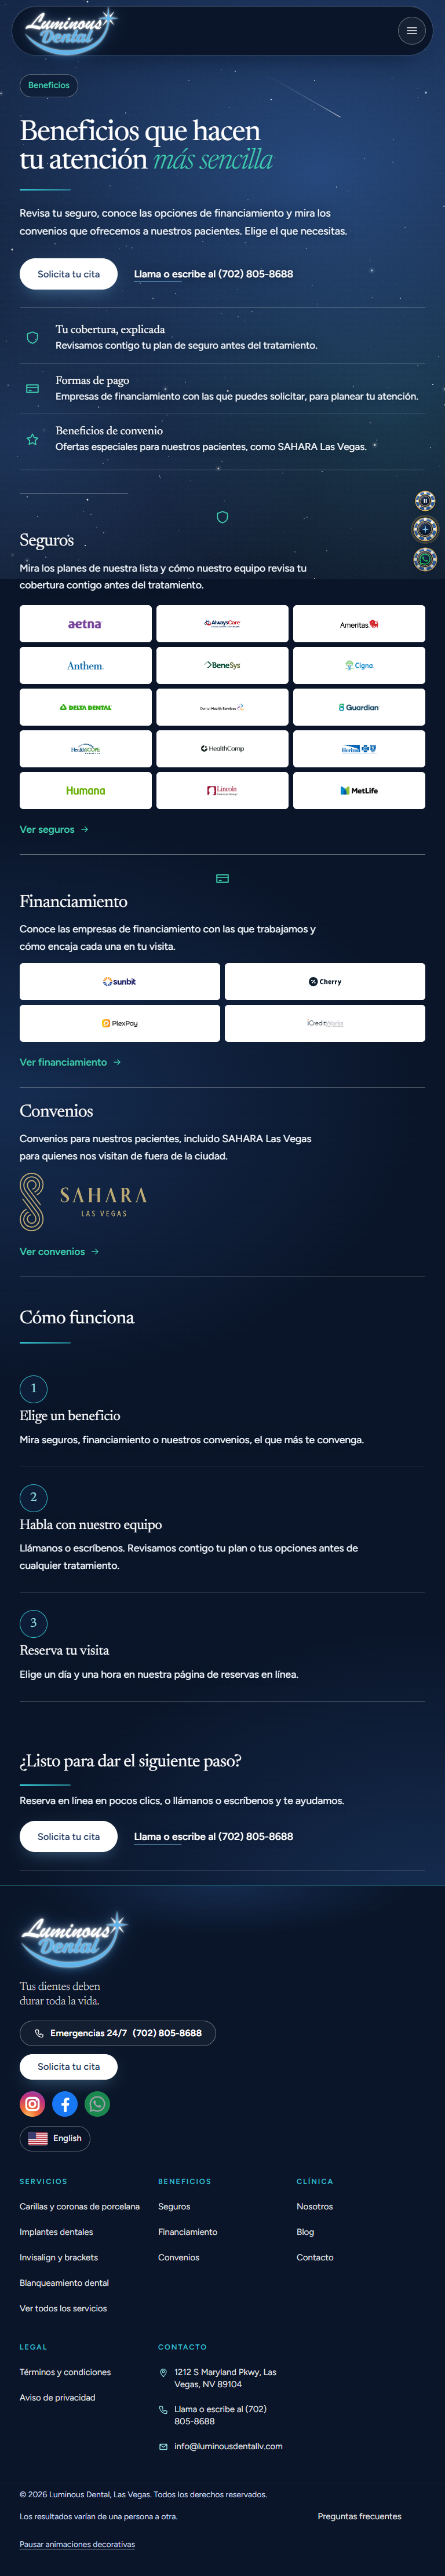 Luminous
Dental
Beneficios
Beneficios que hacen
tu atención más sencilla
Revisa tu seguro, conoce las opciones de financiamiento y mira los
convenios que ofrecemos a nuestros pacientes. Elige el que necesitas.
Solicita tu cita
Llama o escribe al (702) 805-8688
Tu cobertura, explicada
Revisamos contigo tu plan de seguro antes del tratamiento.
Formas de pago
Empresas de financiamiento con las que puedes solicitar, para planear tu atención.
Beneficios de convenio
Ofertas especiales para nuestros pacientes, como SAHARA Las Vegas.
Seguros
Mira los planes de nuestra lista y cómo nuestro equipo revisa tu
cobertura contigo antes del tratamiento.
aetna AlwaysCare Ameritas
Anthem BeneSys Cigna
DELTA DENTAL Dental Health Services Guardian
HealthSCOPE HealthComp Horizon
Humana Lincoln MetLife
Ver seguros →
Financiamiento
Conoce las empresas de financiamiento con las que trabajamos y
cómo encaja cada una en tu visita.
sunbit Cherry
PlexPay iCreditWorks
Ver financiamiento →
Convenios
Convenios para nuestros pacientes, incluido SAHARA Las Vegas
para quienes nos visitan de fuera de la ciudad.
SAHARA
LAS VEGAS
Ver convenios →
Cómo funciona
1
Elige un beneficio
Mira seguros, financiamiento o nuestros convenios, el que más te convenga.
2
Habla con nuestro equipo
Llámanos o escríbenos. Revisamos contigo tu plan o tus opciones antes de
cualquier tratamiento.
3
Reserva tu visita
Elige un día y una hora en nuestra página de reservas en línea.
¿Listo para dar el siguiente paso?
Reserva en línea en pocos clics, o llámanos o escríbenos y te ayudamos.
Solicita tu cita
Llama o escribe al (702) 805-8688
Luminous
Dental
Tus dientes deben
durar toda la vida.
Emergencias 24/7 (702) 805-8688
Solicita tu cita
English
SERVICIOS
Carillas y coronas de porcelana
Implantes dentales
Invisalign y brackets
Blanqueamiento dental
Ver todos los servicios
BENEFICIOS
Seguros
Financiamiento
Convenios
CLÍNICA
Nosotros
Blog
Contacto
LEGAL
Términos y condiciones
Aviso de privacidad
CONTACTO
1212 S Maryland Pkwy, Las
Vegas, NV 89104
Llama o escribe al (702)
805-8688
info@luminousdentallv.com
© 2026 Luminous Dental, Las Vegas. Todos los derechos reservados.
Los resultados varían de una persona a otra.
Preguntas frecuentes
Pausar animaciones decorativas